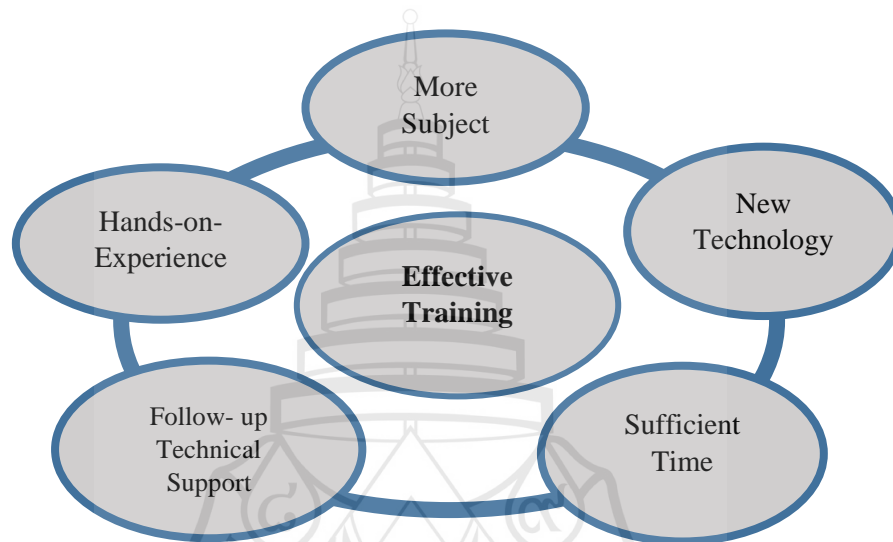 More
Subject
New
Technology
Hands-on-
Experience
Effective
Training
Sufficient
Time
Follow- up
Technical
Support